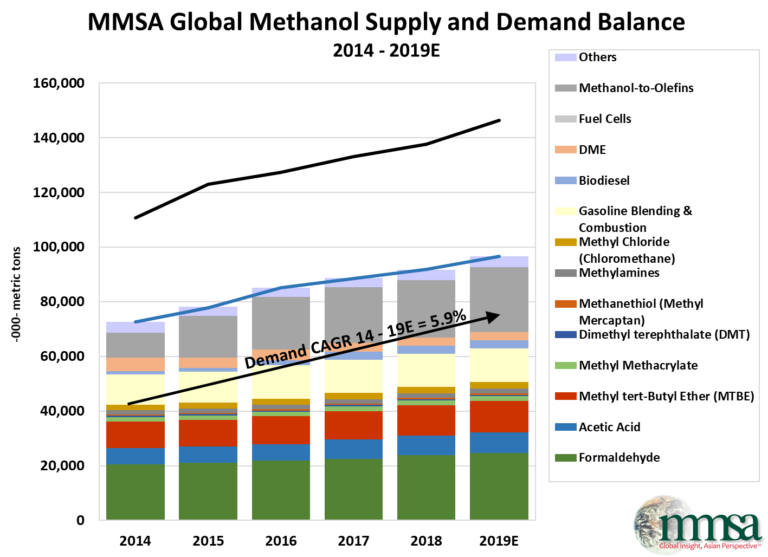 MMSA Global Methanol Supply and Demand Balance
2014 - 2019E
-000- metric tons
160,000
140,000
120,000
100,000
80,000
60,000
40,000
20,000
0
Demand CAGR 14 - 19E = 5.9%
2014
2015
2016
2017
2018
2019E
Others
Methanol-to-Olefins
Fuel Cells
DME
Biodiesel
Gasoline Blending &
Combustion
Methyl Chloride
(Chloromethane)
Methylamines
Methanethiol (Methyl
Mercaptan)
Dimethyl terephthalate (DMT)
Methyl Methacrylate
Methyl tert-Butyl Ether (MTBE)
Acetic Acid
Formaldehyde
mmsa
Global Insight, Asian Perspective™